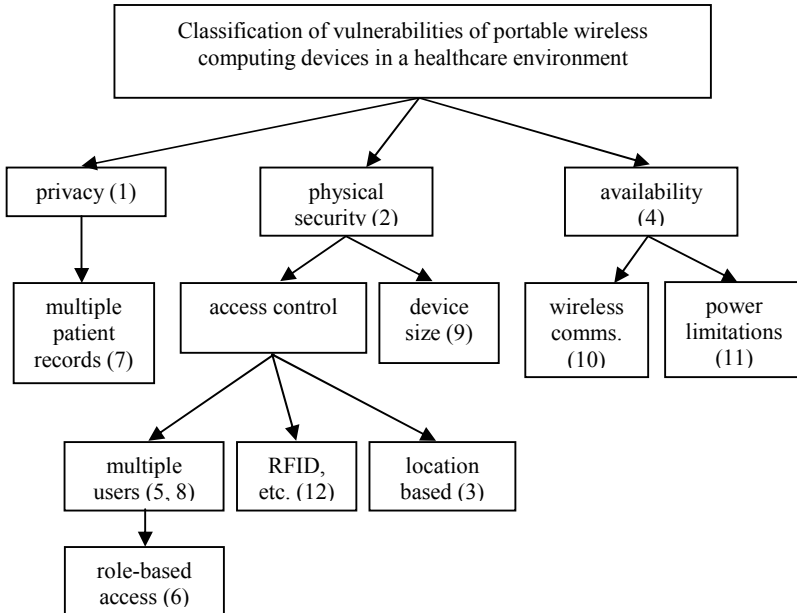 Classification of vulnerabilities of portable wireless
computing devices in a healthcare environment
privacy (1)
physical
security (2)
availability
(4)
multiple
patient
records (7)
access control
device
size (9)
wireless
comms.
(10)
power
limitations
(11)
multiple
users (5, 8)
RFID,
etc. (12)
location
based (3)
role-based
access (6)